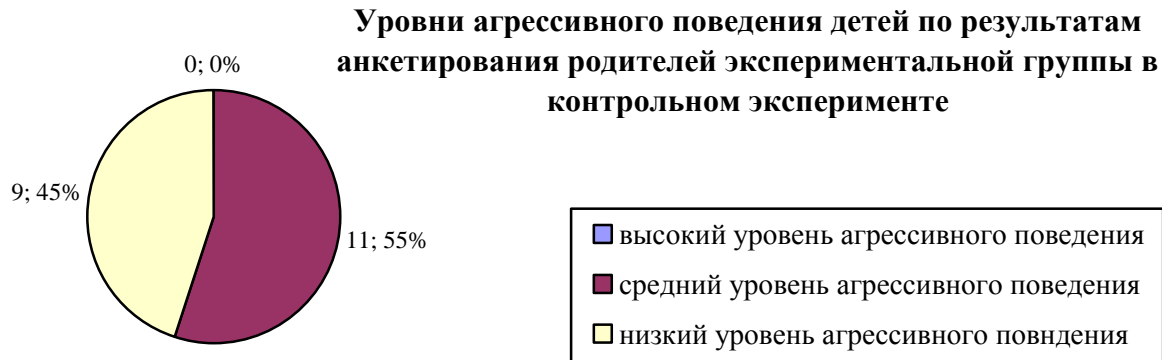 Уровни агрессивного поведения детей по результатам
анкетирования родителей экспериментальной группы в
контрольном эксперименте
0; 0%
9; 45%
11; 55%
высокий уровень агрессивного поведения
средний уровень агрессивного поведения
низкий уровень агрессивного повндения